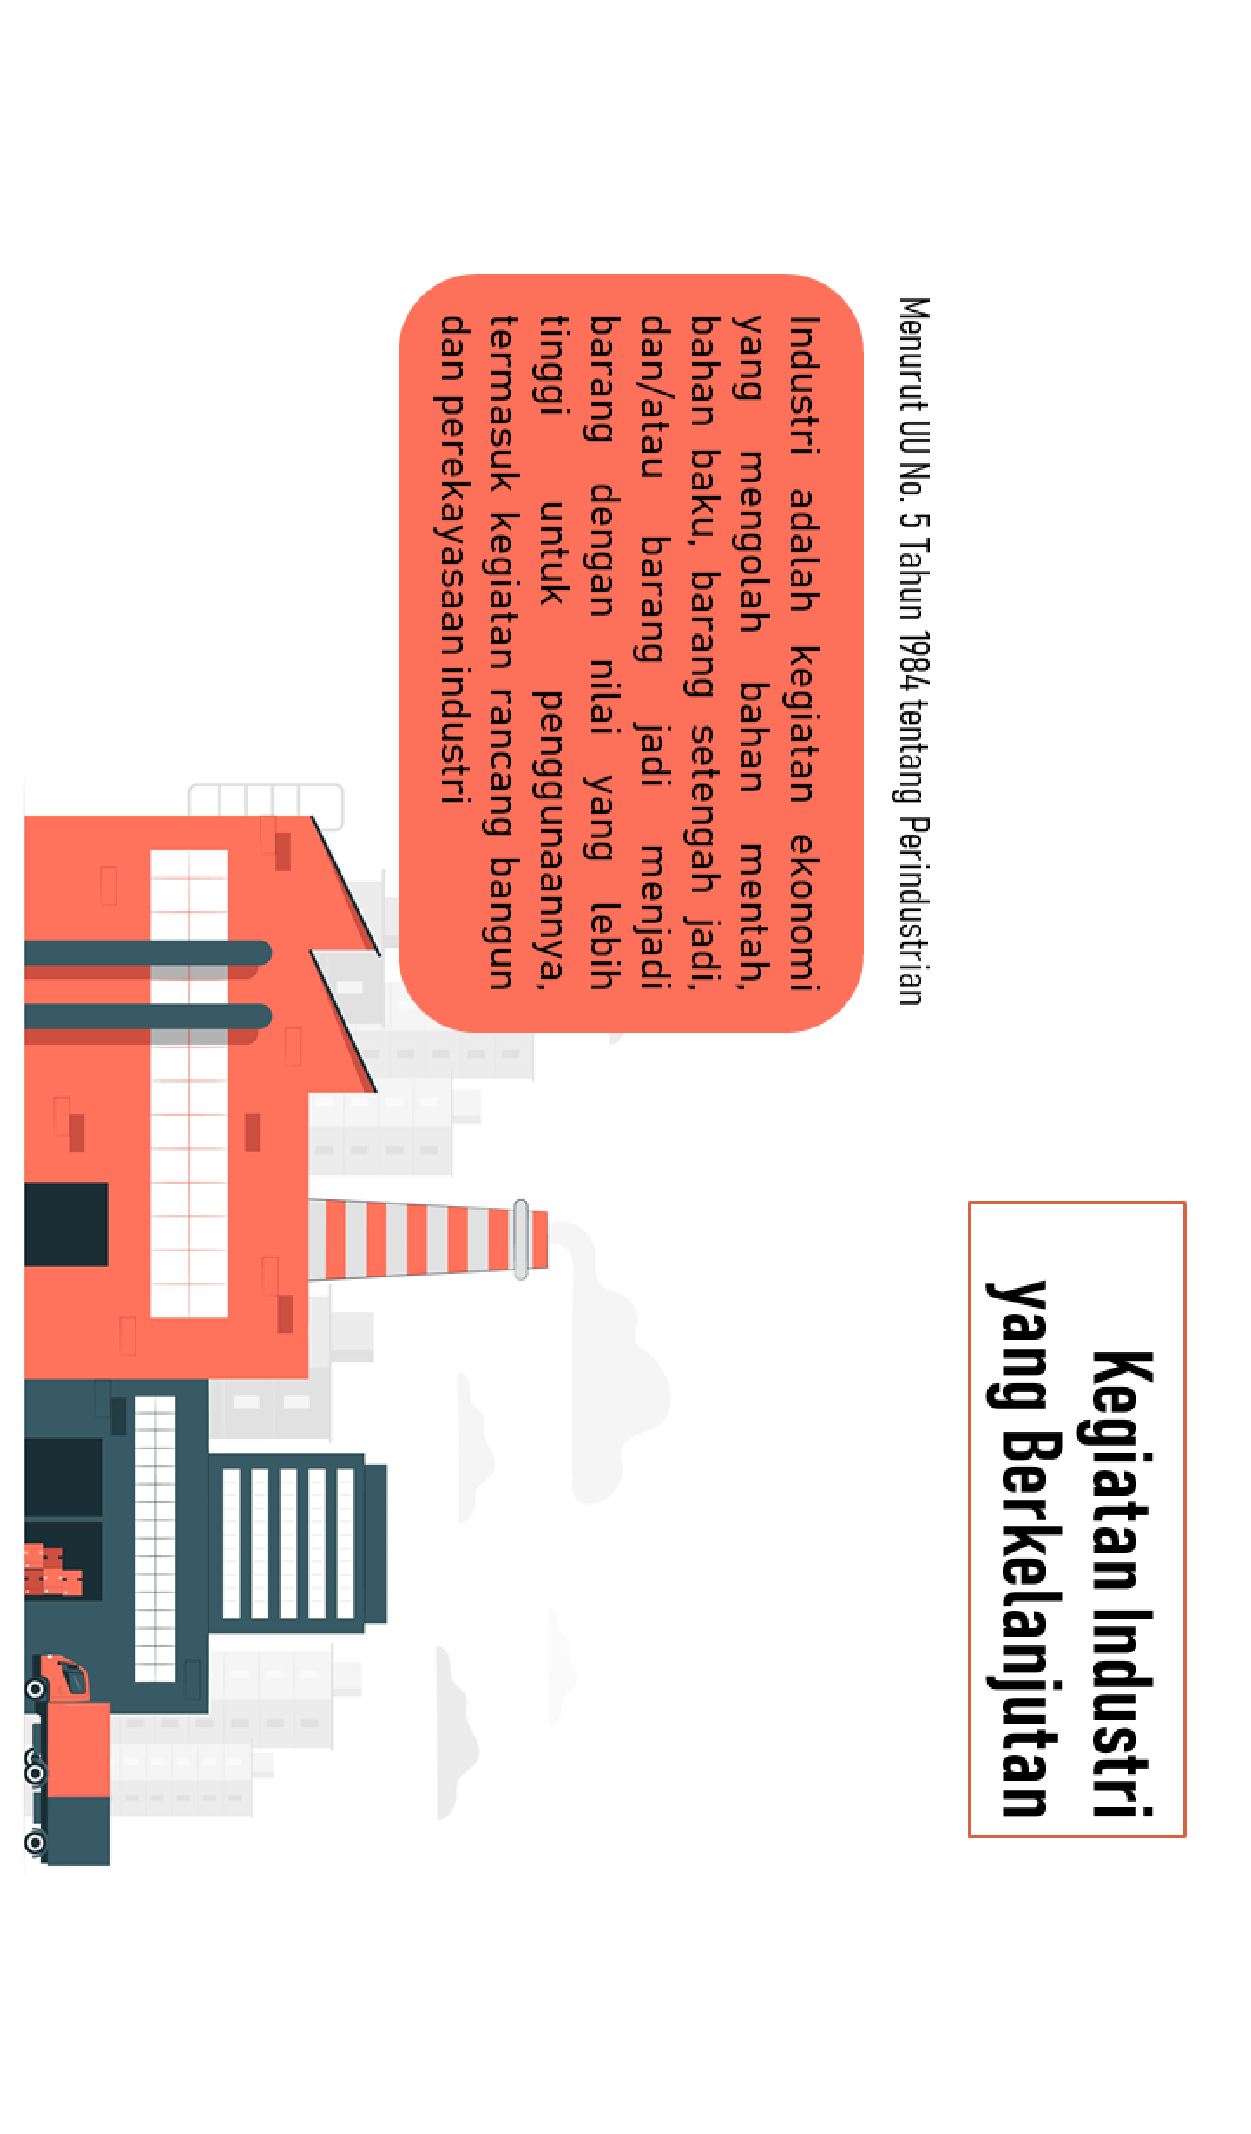 Kegiatan Industri
yang Berkelanjutan
Menurut UU No. 5 Tahun 1984 tentang Perindustrian
Industri adalah kegiatan ekonomi
yang mengolah bahan mentah,
bahan baku, barang setengah jadi,
dan/atau barang jadi menjadi
barang dengan nilai yang lebih
tinggi untuk penggunaannya,
termasuk kegiatan rancang bangun
dan perekayasaan industri